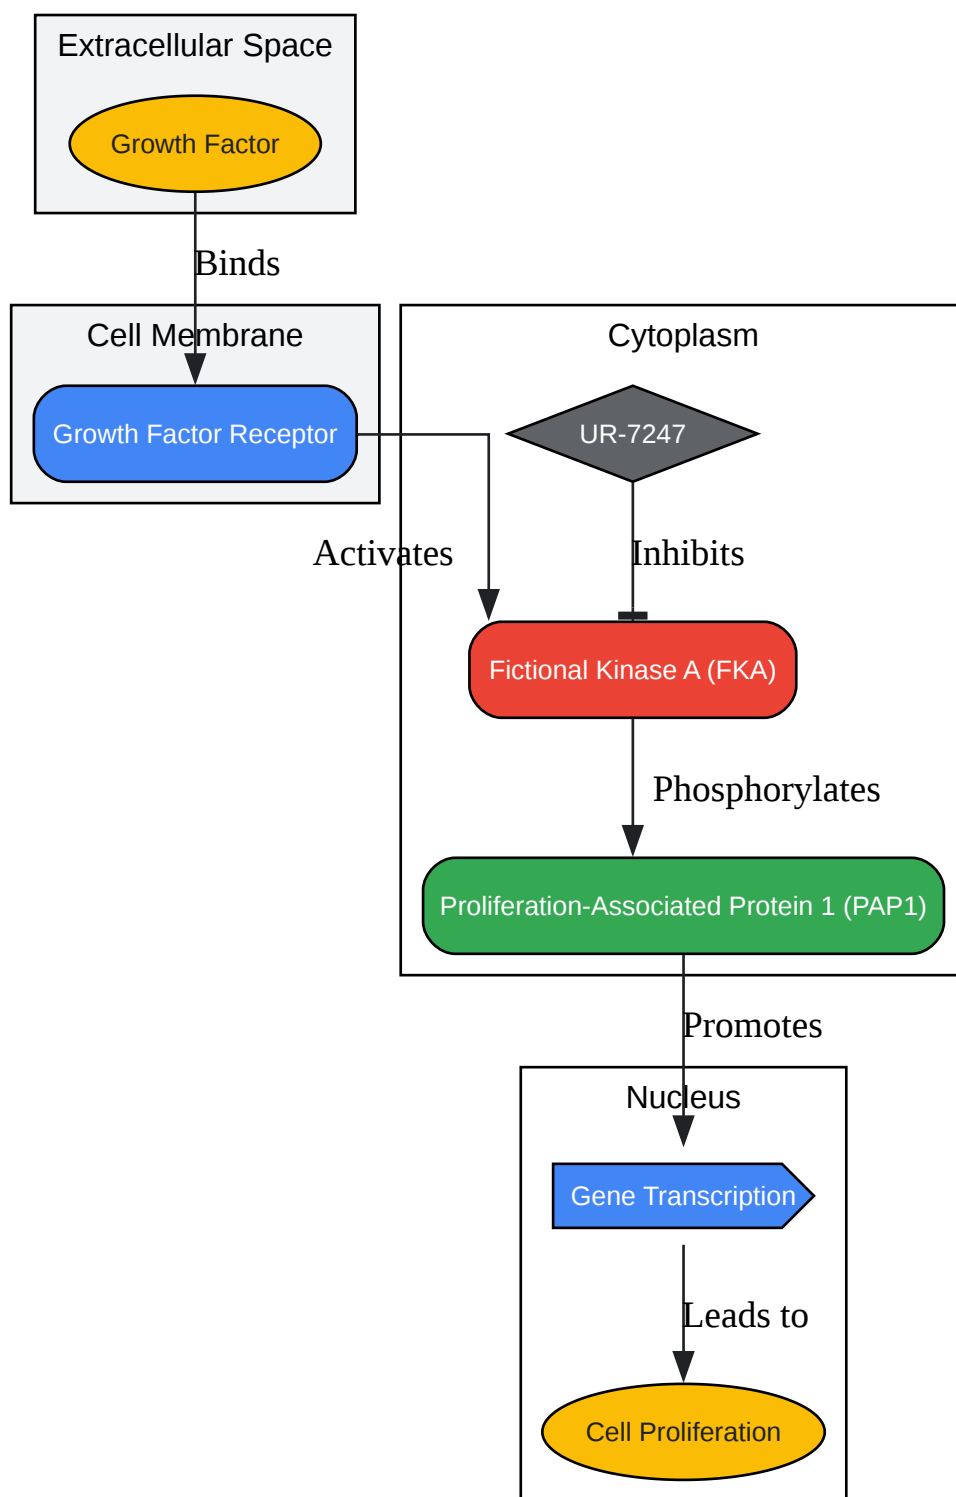 Extracellular Space
Growth Factor
Binds
Cell Membrane
Growth Factor Receptor
Cytoplasm
UR-7247
Activates
Inhibits
Fictional Kinase A (FKA)
Phosphorylates
Proliferation-Associated Protein 1 (PAP1)
Promotes
Nucleus
Gene Transcription
Leads to
Cell Proliferation